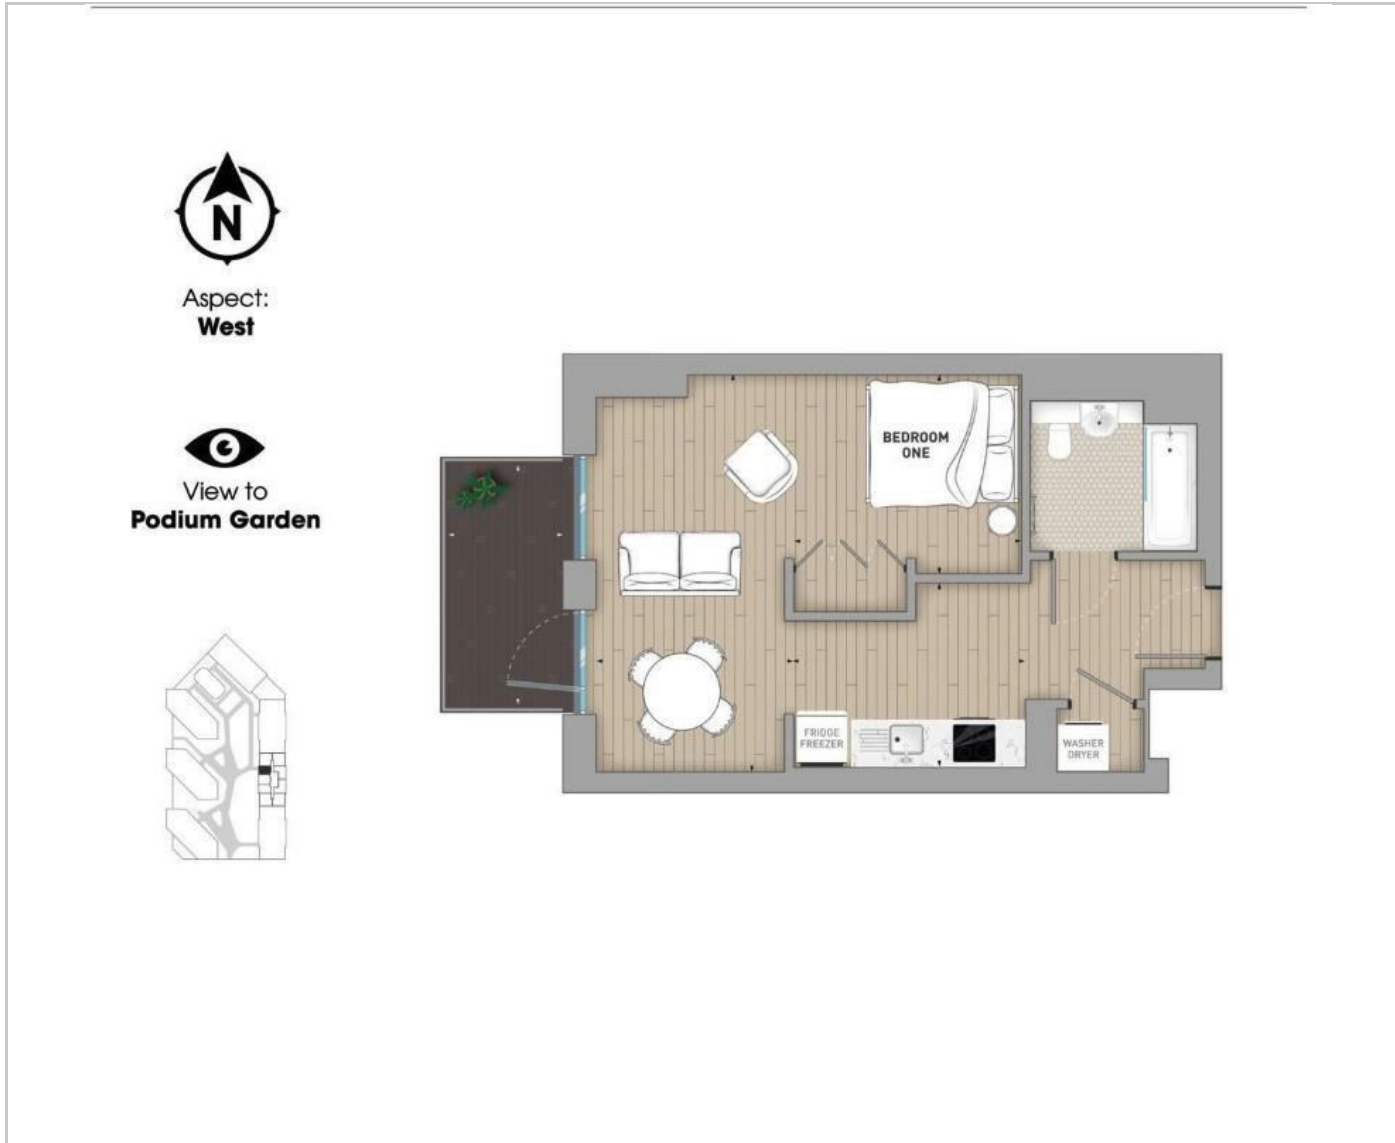 N
Aspect:
West
View to
Podium Garden
BEDROOM
ONE
FRIDGE
FREEZER
WASHER
DRYER